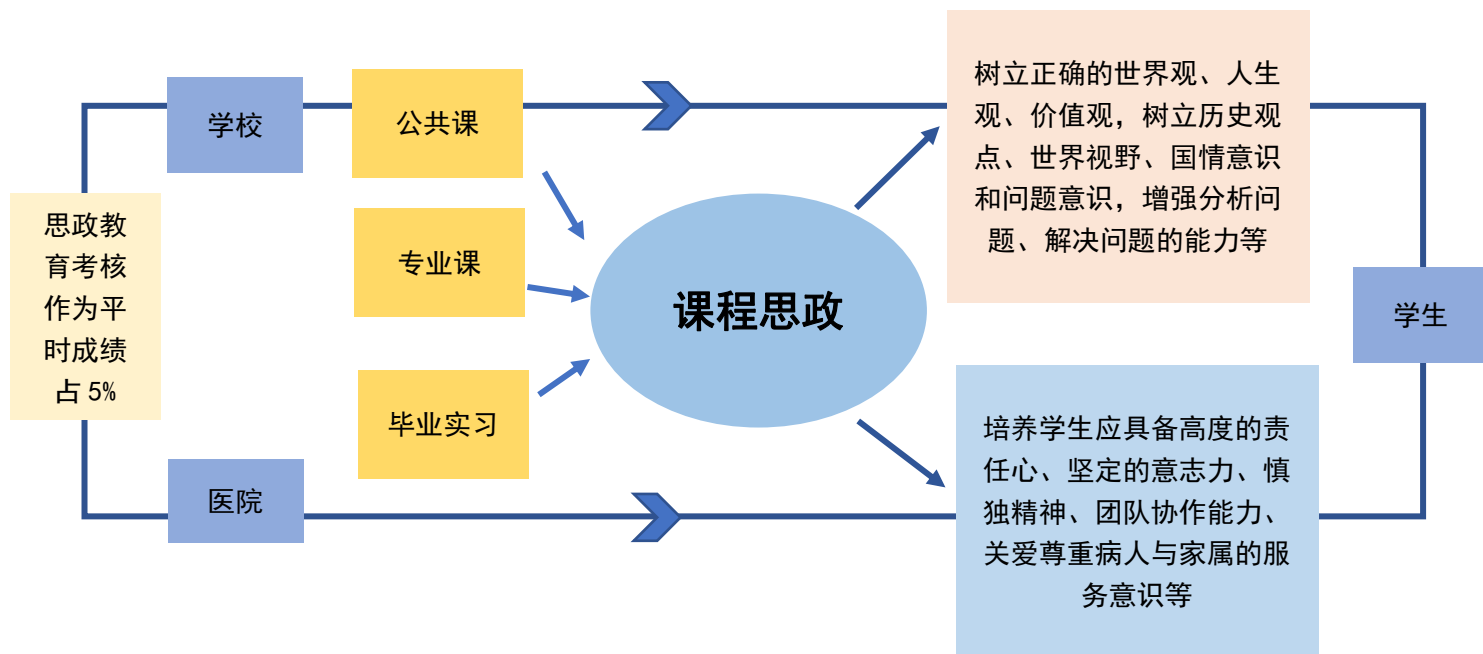 学校
公共课
树立正确的世界观、人生
观、价值观，树立历史观
点、世界视野、国情意识
和问题意识，增强分析问
题、解决问题的能力等
思政教
育考核
作为平
时成绩
占 5%
专业课
课程思政
学生
毕业实习
医院
培养学生应具备高度的责
任心、坚定的意志力、慎
独精神、团队协作能力、
关爱尊重病人与家属的服
务意识等